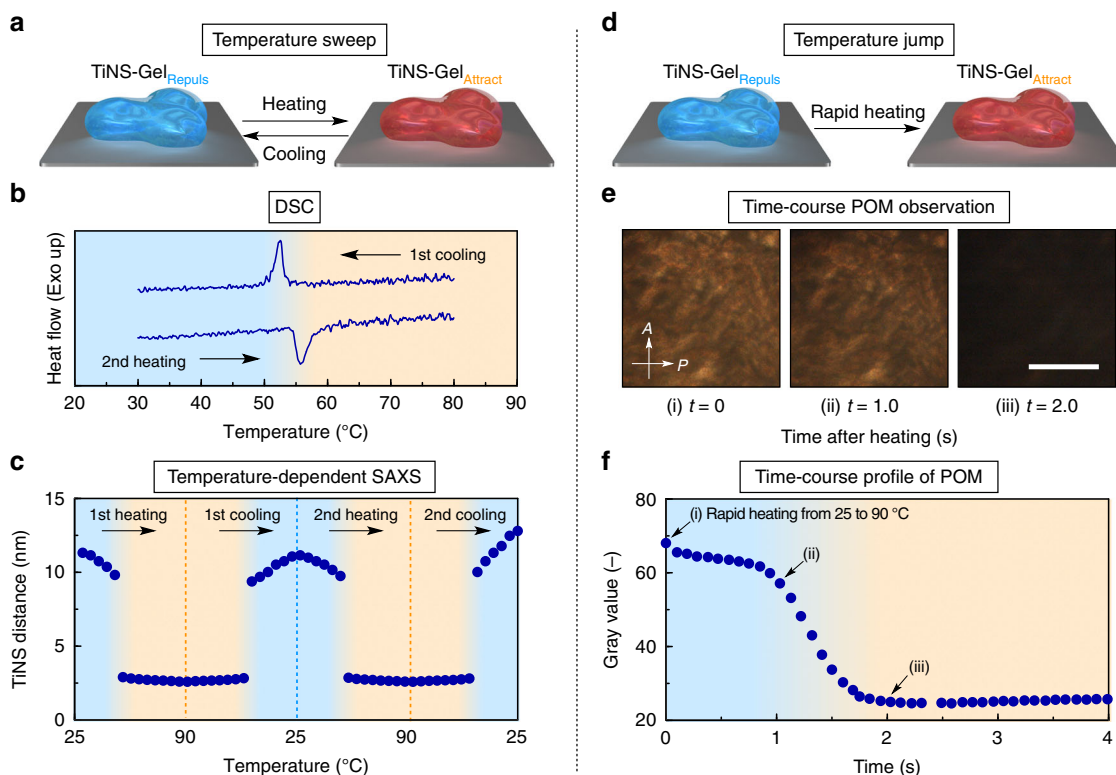 a
Temperature sweep
TiNS-GelRepuls
TiNS-GelAttract
Heating
Cooling
b
DSC
Heat flow (Exo up)
1st cooling
2nd heating
20 30 40 50 60 70 80 90
Temperature (°C)
c
Temperature-dependent SAXS
TiNS distance (nm)
15
10
5
0
1st heating 1st cooling 2nd heating 2nd cooling
25 90 25 90 25
Temperature (°C)
d
Temperature jump
TiNS-GelRepuls
TiNS-GelAttract
Rapid heating
e
Time-course POM observation
A
P
(i) t = 0 (ii) t = 1.0 (iii) t = 2.0
Time after heating (s)
f
Time-course profile of POM
Gray value (–)
80
60
40
20
(i) Rapid heating from 25 to 90 °C
(ii)
(iii)
0 1 2 3 4
Time (s)